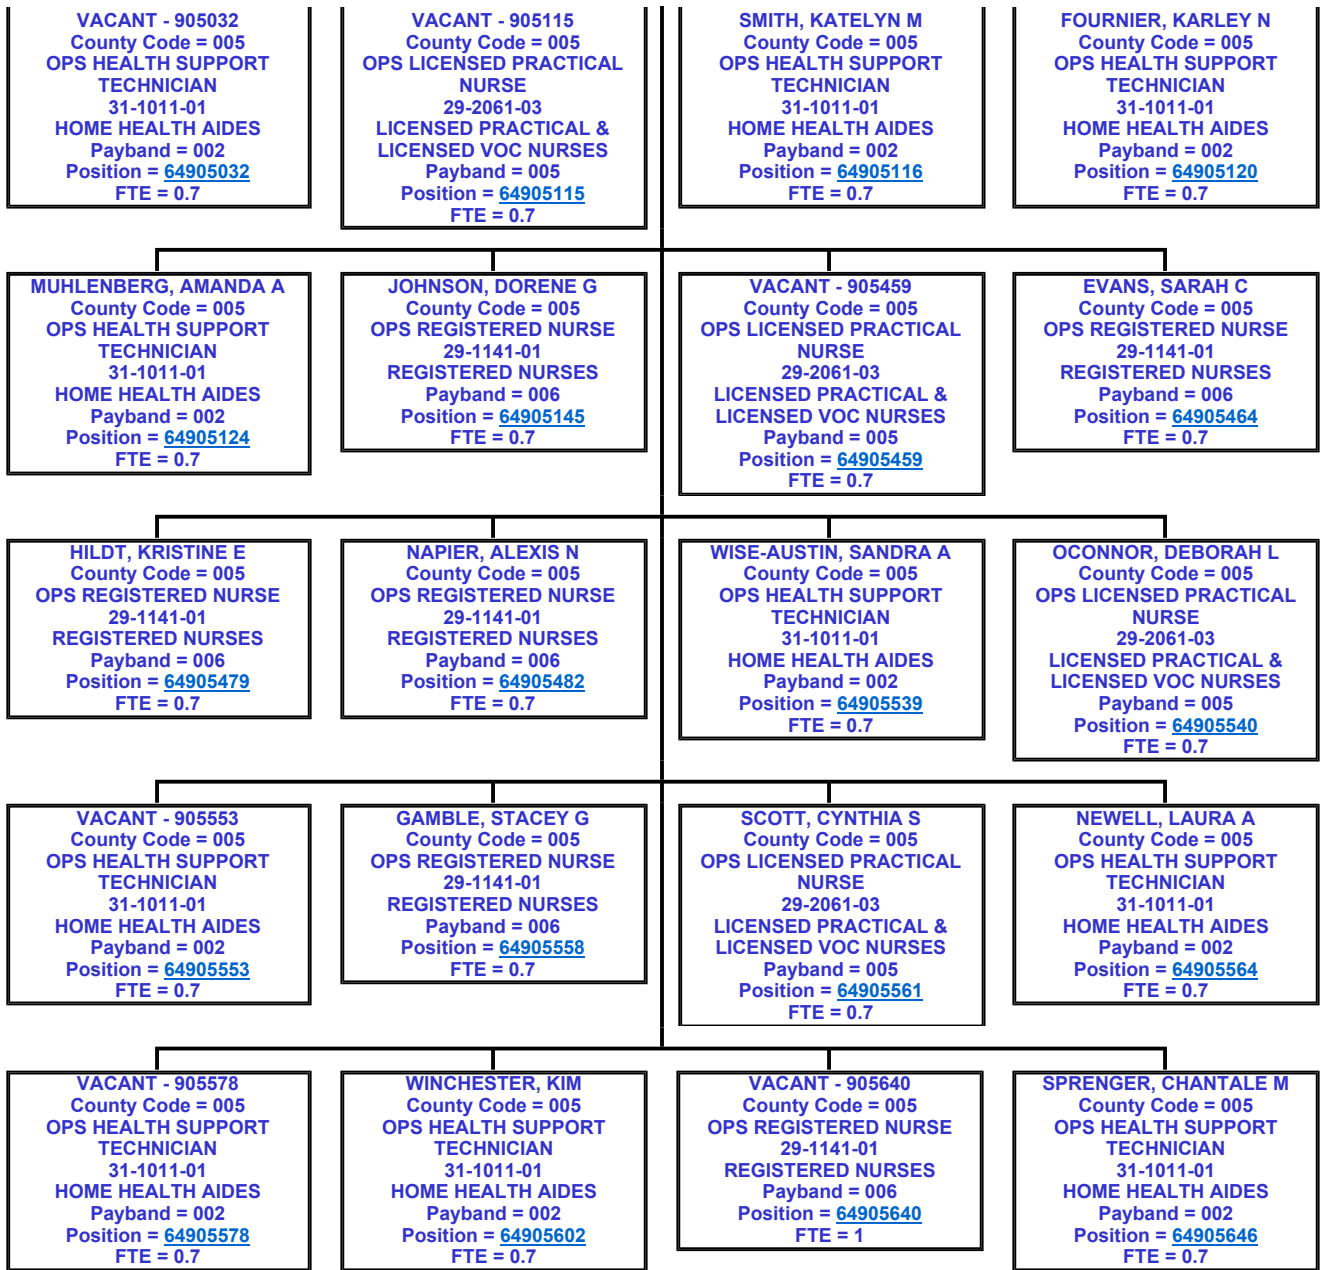 VACANT - 905032
County Code = 005
OPS HEALTH SUPPORT
TECHNICIAN
31-1011-01
HOME HEALTH AIDES
Payband = 002
Position = 64905032
FTE = 0.7
VACANT - 905115
County Code = 005
OPS LICENSED PRACTICAL
NURSE
29-2061-03
LICENSED PRACTICAL &
LICENSED VOC NURSES
Payband = 005
Position = 64905115
FTE = 0.7
SMITH, KATELYN M
County Code = 005
OPS HEALTH SUPPORT
TECHNICIAN
31-1011-01
HOME HEALTH AIDES
Payband = 002
Position = 64905116
FTE = 0.7
FOURNIER, KARLEY N
County Code = 005
OPS HEALTH SUPPORT
TECHNICIAN
31-1011-01
HOME HEALTH AIDES
Payband = 002
Position = 64905120
FTE = 0.7
MUHLENBERG, AMANDA A
County Code = 005
OPS HEALTH SUPPORT
TECHNICIAN
31-1011-01
HOME HEALTH AIDES
Payband = 002
Position = 64905124
FTE = 0.7
JOHNSON, DORENE G
County Code = 005
OPS REGISTERED NURSE
29-1141-01
REGISTERED NURSES
Payband = 006
Position = 64905145
FTE = 0.7
VACANT - 905459
County Code = 005
OPS LICENSED PRACTICAL
NURSE
29-2061-03
LICENSED PRACTICAL &
LICENSED VOC NURSES
Payband = 005
Position = 64905459
FTE = 0.7
EVANS, SARAH C
County Code = 005
OPS REGISTERED NURSE
29-1141-01
REGISTERED NURSES
Payband = 006
Position = 64905464
FTE = 0.7
HILDT, KRISTINE E
County Code = 005
OPS REGISTERED NURSE
29-1141-01
REGISTERED NURSES
Payband = 006
Position = 64905479
FTE = 0.7
NAPIER, ALEXIS N
County Code = 005
OPS REGISTERED NURSE
29-1141-01
REGISTERED NURSES
Payband = 006
Position = 64905482
FTE = 0.7
WISE-AUSTIN, SANDRA A
County Code = 005
OPS HEALTH SUPPORT
TECHNICIAN
31-1011-01
HOME HEALTH AIDES
Payband = 002
Position = 64905539
FTE = 0.7
OCONNOR, DEBORAH L
County Code = 005
OPS LICENSED PRACTICAL
NURSE
29-2061-03
LICENSED PRACTICAL &
LICENSED VOC NURSES
Payband = 005
Position = 64905540
FTE = 0.7
VACANT - 905553
County Code = 005
OPS HEALTH SUPPORT
TECHNICIAN
31-1011-01
HOME HEALTH AIDES
Payband = 002
Position = 64905553
FTE = 0.7
GAMBLE, STACEY G
County Code = 005
OPS REGISTERED NURSE
29-1141-01
REGISTERED NURSES
Payband = 006
Position = 64905558
FTE = 0.7
SCOTT, CYNTHIA S
County Code = 005
OPS LICENSED PRACTICAL
NURSE
29-2061-03
LICENSED PRACTICAL &
LICENSED VOC NURSES
Payband = 005
Position = 64905561
FTE = 0.7
NEWELL, LAURA A
County Code = 005
OPS HEALTH SUPPORT
TECHNICIAN
31-1011-01
HOME HEALTH AIDES
Payband = 002
Position = 64905564
FTE = 0.7
VACANT - 905578
County Code = 005
OPS HEALTH SUPPORT
TECHNICIAN
31-1011-01
HOME HEALTH AIDES
Payband = 002
Position = 64905578
FTE = 0.7
WINCHESTER, KIM
County Code = 005
OPS HEALTH SUPPORT
TECHNICIAN
31-1011-01
HOME HEALTH AIDES
Payband = 002
Position = 64905602
FTE = 0.7
VACANT - 905640
County Code = 005
OPS REGISTERED NURSE
29-1141-01
REGISTERED NURSES
Payband = 006
Position = 64905640
FTE = 1
SPRENGER, CHANTALE M
County Code = 005
OPS HEALTH SUPPORT
TECHNICIAN
31-1011-01
HOME HEALTH AIDES
Payband = 002
Position = 64905646
FTE = 0.7